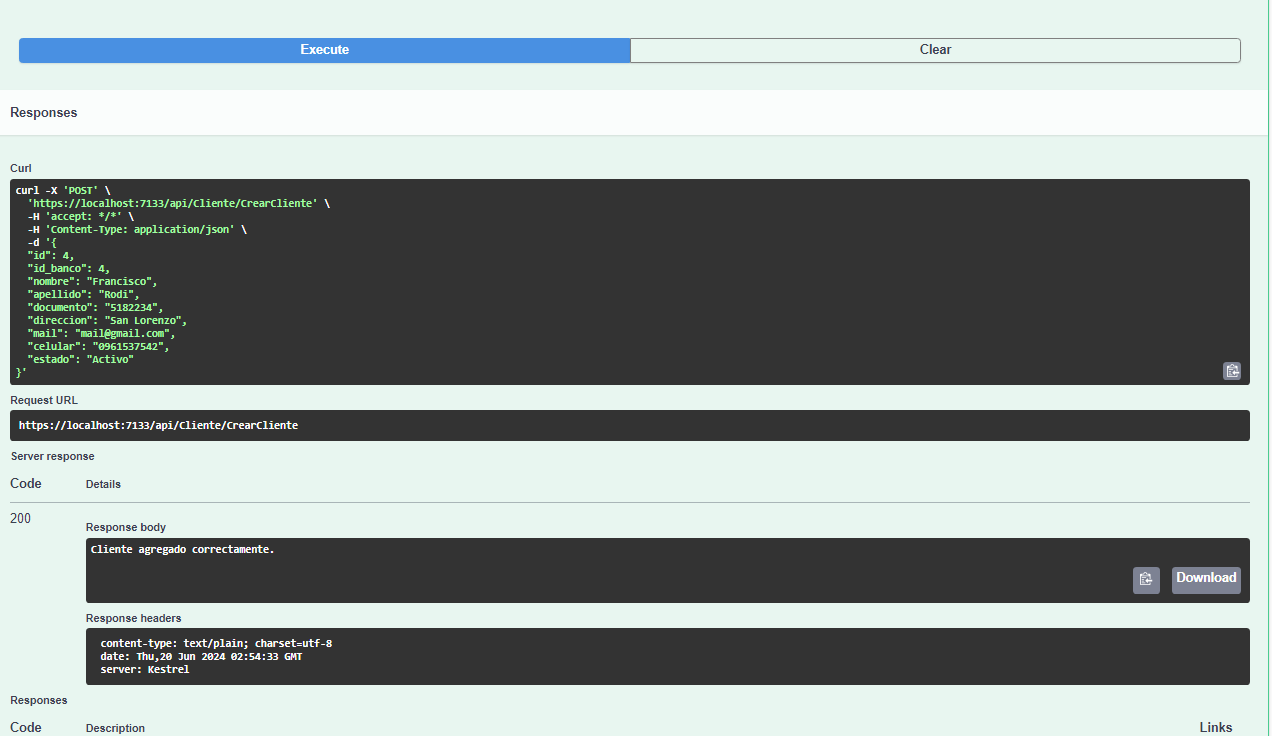 Execute
Clear
Responses
Curl
curl -X 'POST' \
'https://localhost:7133/api/Cliente/CrearCliente' \
-H 'accept: */*' \
-H 'Content-Type: application/json' \
-d '{
"id": 4,
"id_banco": 4,
"nombre": "Francisco",
"apellido": "Rodi",
"documento": "5182234",
"direccion": "San Lorenzo",
"mail": "mail@gmail.com",
"celular": "0961537542",
"estado": "Activo"
}'
Request URL
https://localhost:7133/api/Cliente/CrearCliente
Server response
Code Details
200
Response body
Cliente agregado correctamente.
Download
Response headers
content-type: text/plain; charset=utf-8
date: Thu,20 Jun 2024 02:54:33 GMT
server: Kestrel
Responses
Code Description Links